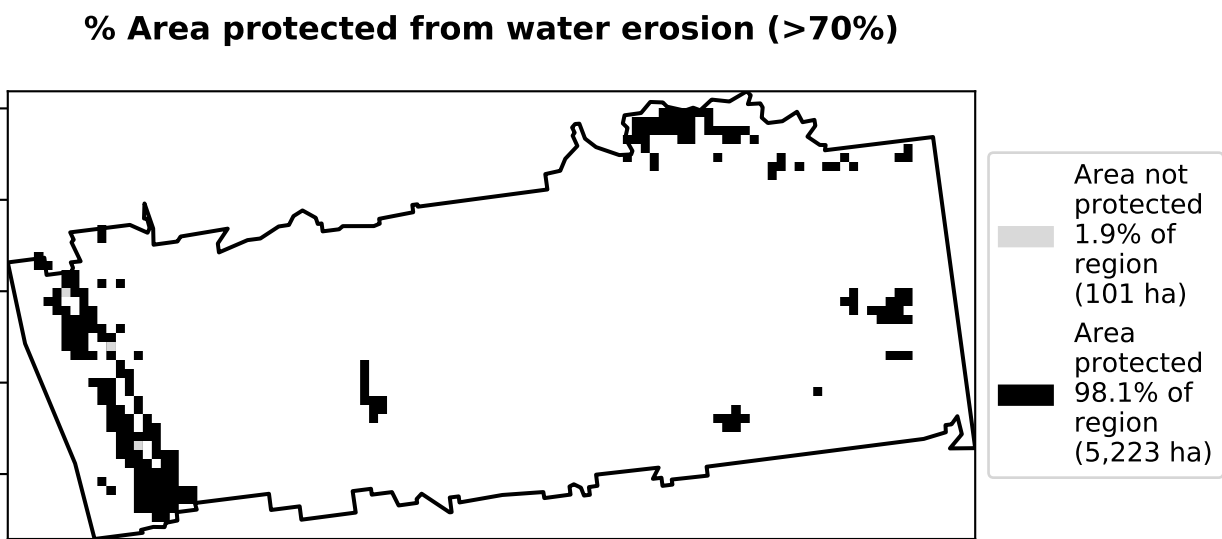 % Area protected from water erosion (>70%)
Area not
protected
1.9% of
region
(101 ha)
Area
protected
98.1% of
region
(5,223 ha)